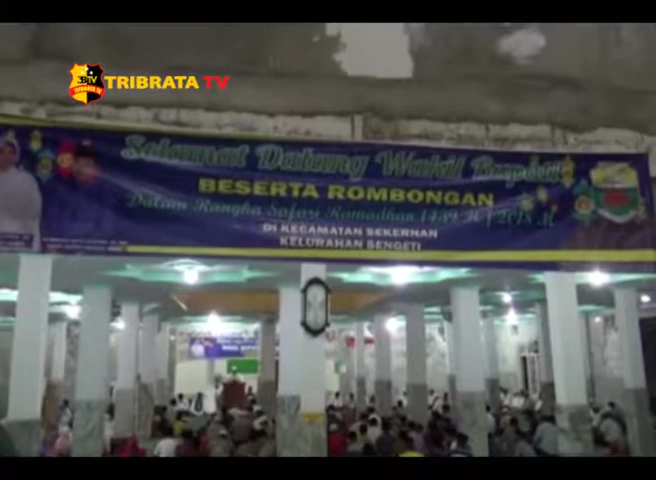 TRIBRATA TV
Selamat Datang Wakil Bupati
BESERTA ROMBONGAN
Dalam Rangka Safari Ramadhan 1439 H / 2018 M
DI KECAMATAN SEKERNAN
KELURAHAN SENGETI